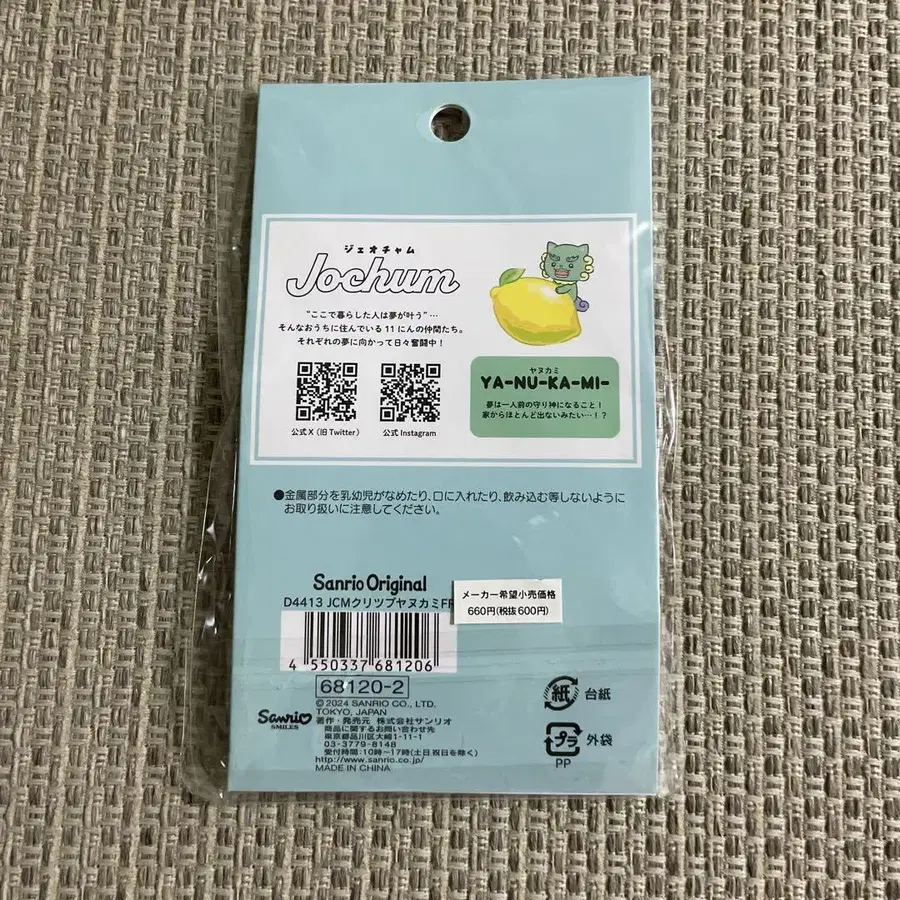 ジェオチャム
Jochum
"ここで暮らした人は夢が叶う"…
そんなおうちに住んでいる11にんの仲間たち。
それぞれの夢に向かって日々奮闘中！
公式X（旧Twitter）
公式Instagram
ヤヌカミ
YA-NU-KA-MI-
夢は一人前の守り神になること！
家からほとんど出ないみたい…！？
●金属部分を乳幼児がなめたり、口に入れたり、飲み込む等しないように
お取り扱いに注意してください。
Sanrio Original
D4413 JCMクリツプヤヌカミFR
メーカー希望小売価格
660円(税抜600円)
4 550337 681206
68120-2
©2024 SANRIO CO., LTD.
TOKYO, JAPAN
著作・発売元 株式会社サンリオ
商品に関するお問い合わせ先
東京都品川区大崎1-11-1
03-3779-8148
受付時間:10時〜17時(土日祝日を除く)
http://www.sanrio.co.jp/
MADE IN CHINA
Sanrio
SMILES
紙 台紙
プラ 外袋
PP